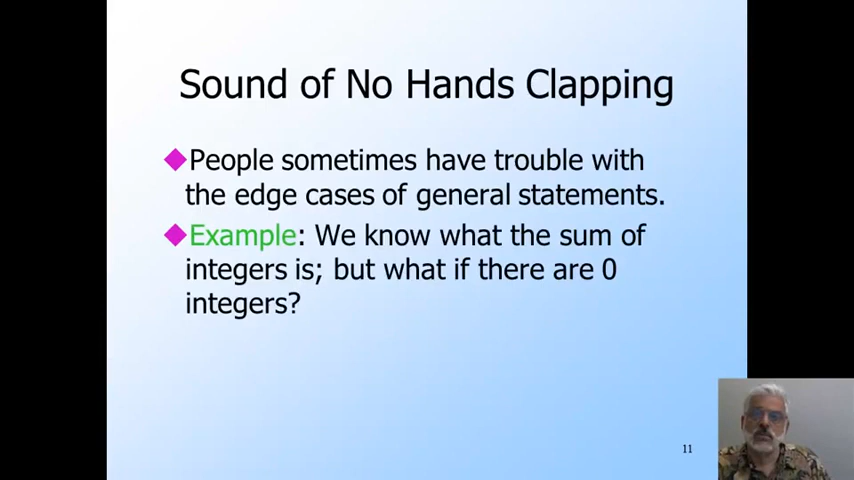 Sound of No Hands Clapping
People sometimes have trouble with
the edge cases of general statements.
Example: We know what the sum of
integers is; but what if there are 0
integers?
11